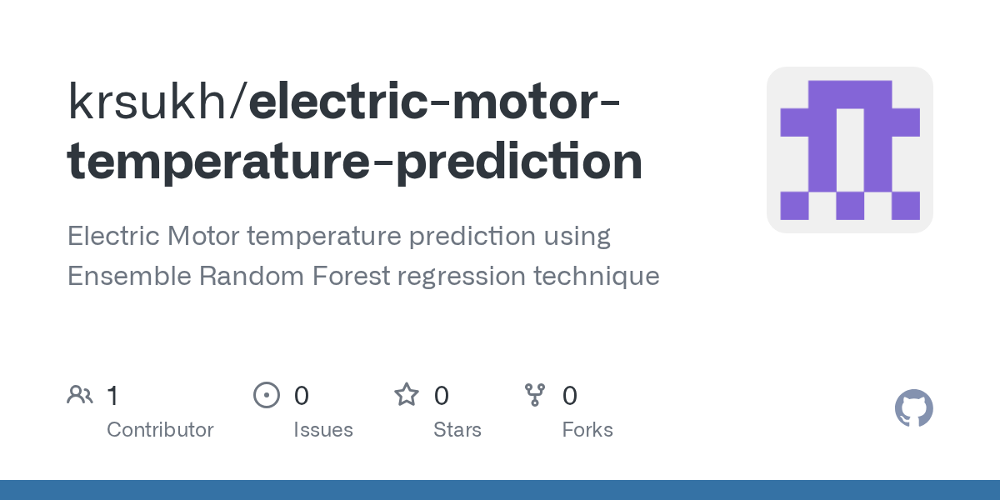 krsukh/electric-motor-
temperature-prediction
Electric Motor temperature prediction using
Ensemble Random Forest regression technique
1 0 0 0
Contributor Issues Stars Forks